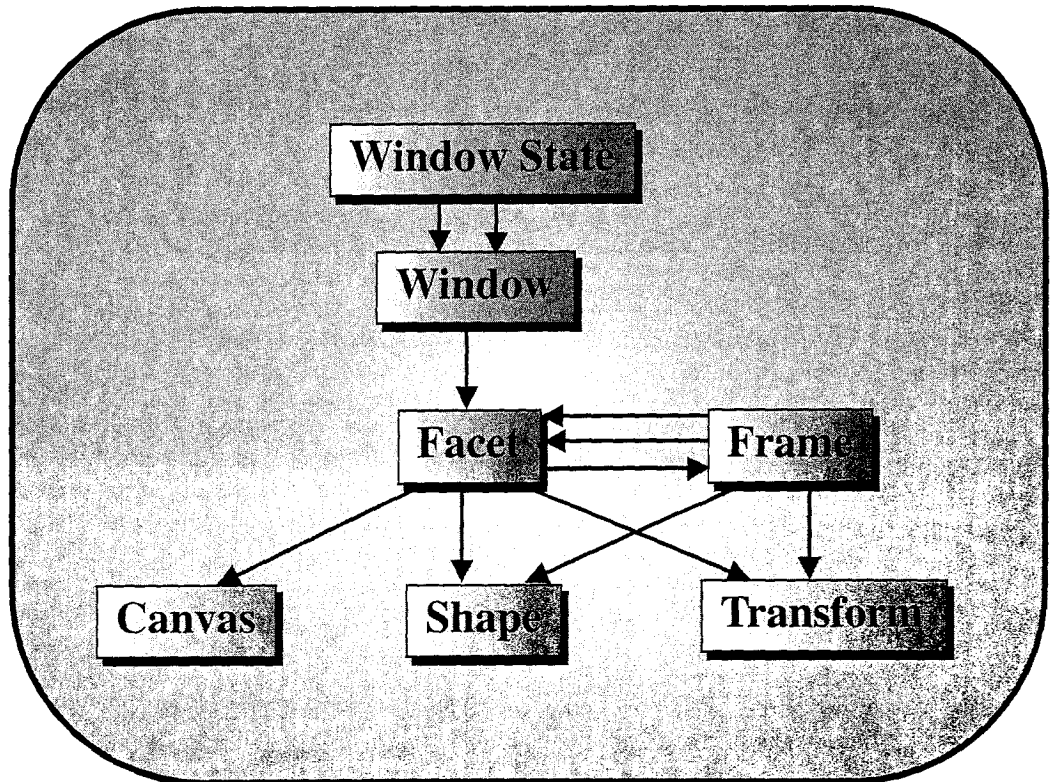 Window State
Window
Facet
Frame
Canvas
Shape
Transform